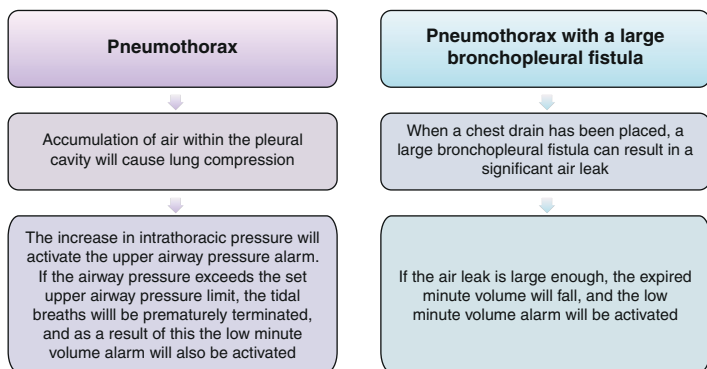 Pneumothorax
Accumulation of air within the pleural
cavity will cause lung compression
The increase in intrathoracic pressure will
activate the upper airway pressure alarm.
If the airway pressure exceeds the set
upper airway pressure limit, the tidal
breaths willl be prematurely terminated,
and as a result of this the low minute
volume alarm will also be activated
Pneumothorax with a large
bronchopleural fistula
When a chest drain has been placed, a
large bronchopleural fistula can result in a
significant air leak
If the air leak is large enough, the expired
minute volume will fall, and the low
minute volume alarm will be activated